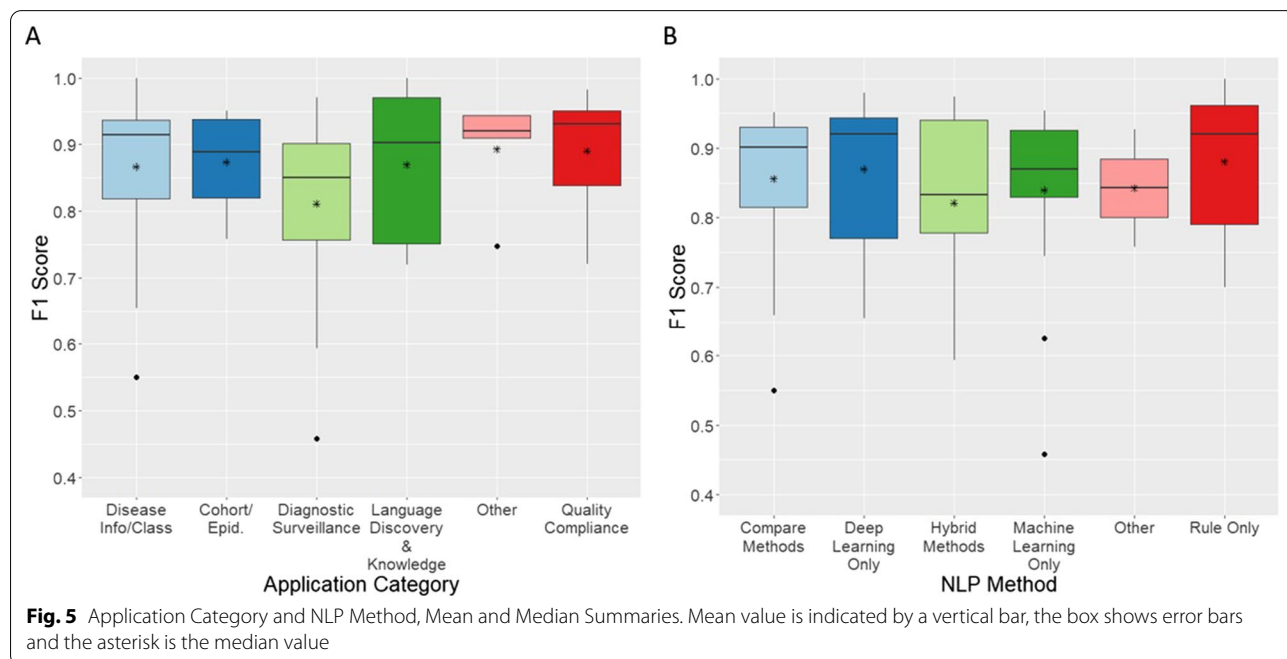 A
F1 Score
1.0
0.9
0.8
0.7
0.6
0.5
0.4
Disease Info/Class
Cohort/ Epid.
Diagnostic Surveillance
Language Discovery & Knowledge
Other
Quality Compliance
Application Category
B
F1 Score
1.0
0.9
0.8
0.7
0.6
0.5
0.4
Compare Methods
Deep Learning Only
Hybrid Methods
Machine Learning Only
Other
Rule Only
NLP Method
Fig. 5 Application Category and NLP Method, Mean and Median Summaries. Mean value is indicated by a vertical bar, the box shows error bars
and the asterisk is the median value